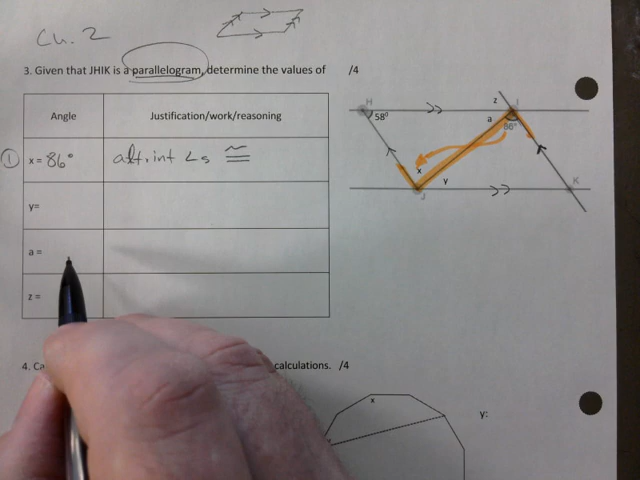 Ch. 2
3. Given that JHIK is a parallelogram, determine the values of /4
Angle Justification/work/reasoning
① x = 86° alt. int ∠s ≅
y=
a =
z =
H
58°
z
I
a
86°
x
y
J
K
4. Ca
calculations. /4
x
y: